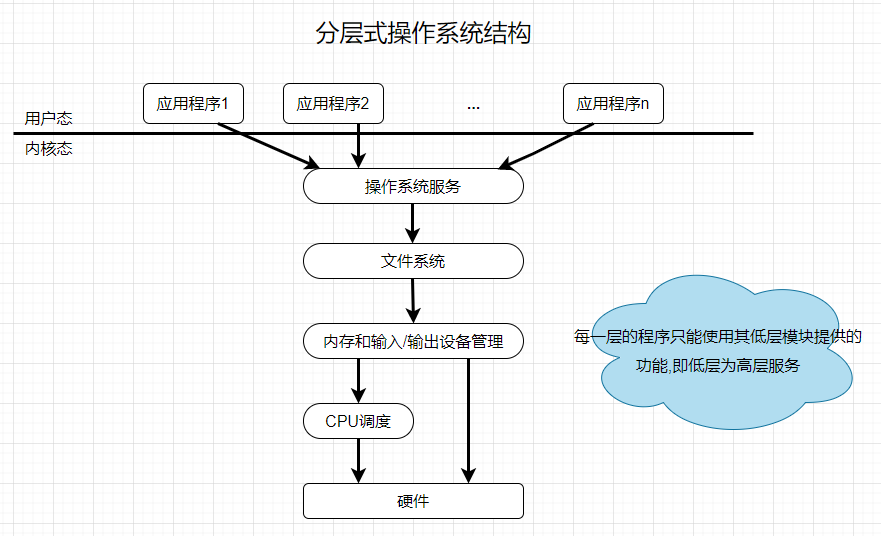 分层式操作系统结构
应用程序1
应用程序2
...
应用程序n
用户态
内核态
操作系统服务
文件系统
内存和输入/输出设备管理
每一层的程序只能使用其低层模块提供的
功能,即低层为高层服务
CPU调度
硬件